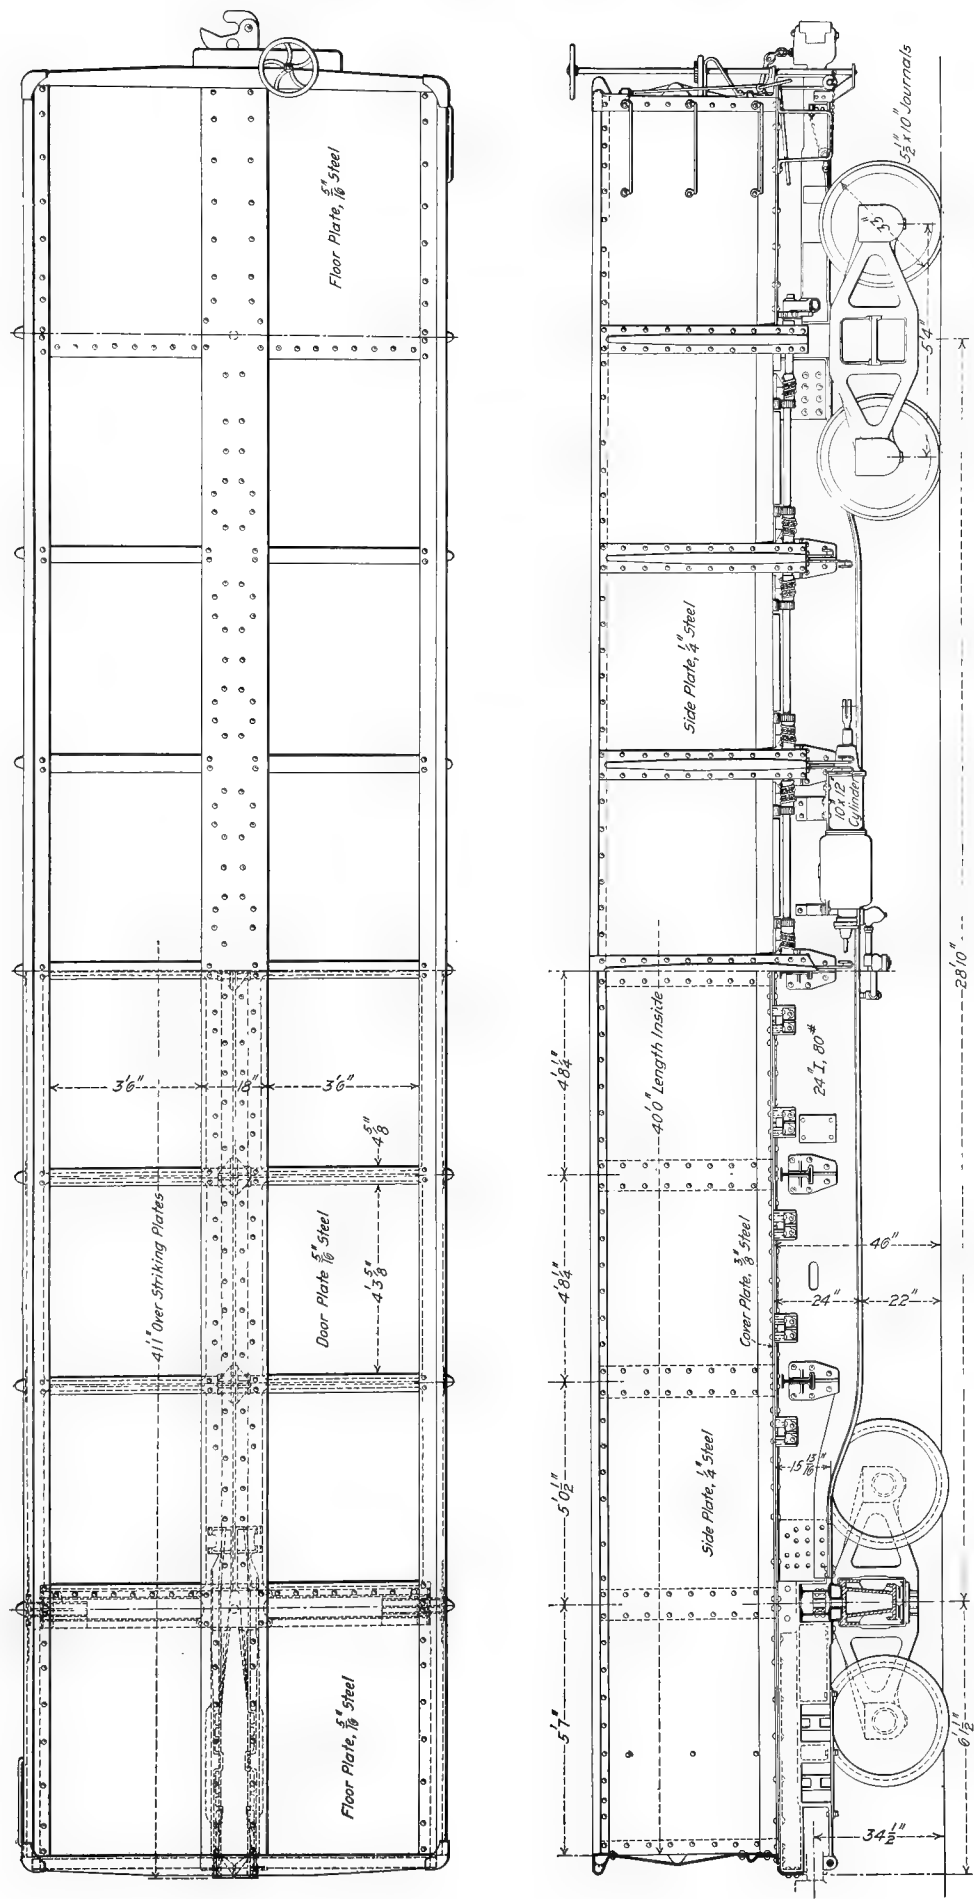 Floor Plate, 5/16" Steel
3'6"
18"
3'6"
4 5/8"
41'1" Over Striking Plates
Door Plate 5/16" Steel
4'3 5/8"
Floor Plate, 5/16" Steel
5 1/2" x 10" Journals
33"
5'4"
Side Plate, 1/4" Steel
10" x 12"
Cylinder
28'10"
4'8 1/4"
40'0" Length Inside
24" I, 80#
4'8 1/4"
Cover Plate, 3/8" Steel
46"
24"
22"
5'0 1/2"
Side Plate, 1/4" Steel
15 13/16"
5'7"
6'1 1/2"
34 1/2"